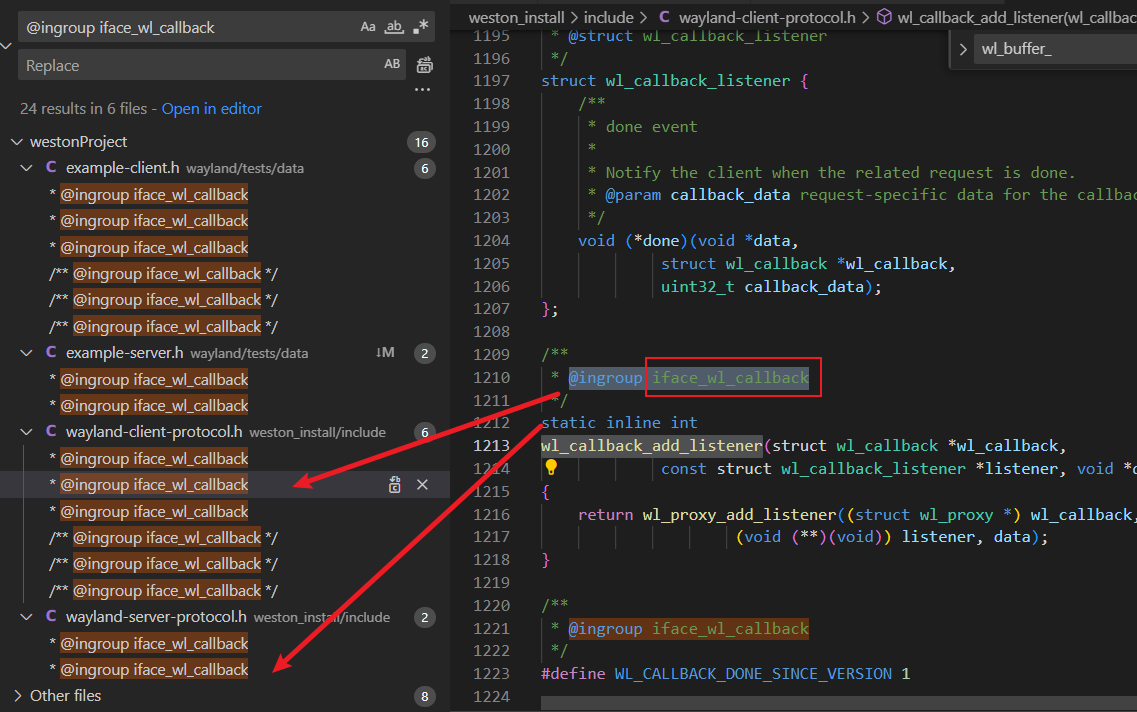 @ingroup iface_wl_callback
Aa ab .*
Replace
AB
24 results in 6 files - Open in editor
westonProject 16
example-client.h wayland/tests/data 6
* @ingroup iface_wl_callback
* @ingroup iface_wl_callback
* @ingroup iface_wl_callback
/** @ingroup iface_wl_callback */
/** @ingroup iface_wl_callback */
/** @ingroup iface_wl_callback */
example-server.h wayland/tests/data ↓M 2
* @ingroup iface_wl_callback
* @ingroup iface_wl_callback
wayland-client-protocol.h weston_install/include 6
* @ingroup iface_wl_callback
* @ingroup iface_wl_callback
* @ingroup iface_wl_callback
/** @ingroup iface_wl_callback */
/** @ingroup iface_wl_callback */
/** @ingroup iface_wl_callback */
wayland-server-protocol.h weston_install/include 2
* @ingroup iface_wl_callback
* @ingroup iface_wl_callback
Other files 8
weston_install > include > C wayland-client-protocol.h > wl_callback_add_listener(wl_callbac
wl_buffer_
1195 * @struct wl_callback_listener
1196 */
1197 struct wl_callback_listener {
1198 /**
1199 * done event
1200 *
1201 * Notify the client when the related request is done.
1202 * @param callback_data request-specific data for the callbac
1203 */
1204 void (*done)(void *data,
1205 struct wl_callback *wl_callback,
1206 uint32_t callback_data);
1207 };
1208
1209 /**
1210 * @ingroup iface_wl_callback
1211 */
1212 static inline int
1213 wl_callback_add_listener(struct wl_callback *wl_callback,
1214 const struct wl_callback_listener *listener, void *
1215 {
1216 return wl_proxy_add_listener((struct wl_proxy *) wl_callback,
1217 (void (**)(void)) listener, data);
1218 }
1219
1220 /**
1221 * @ingroup iface_wl_callback
1222 */
1223 #define WL_CALLBACK_DONE_SINCE_VERSION 1
1224